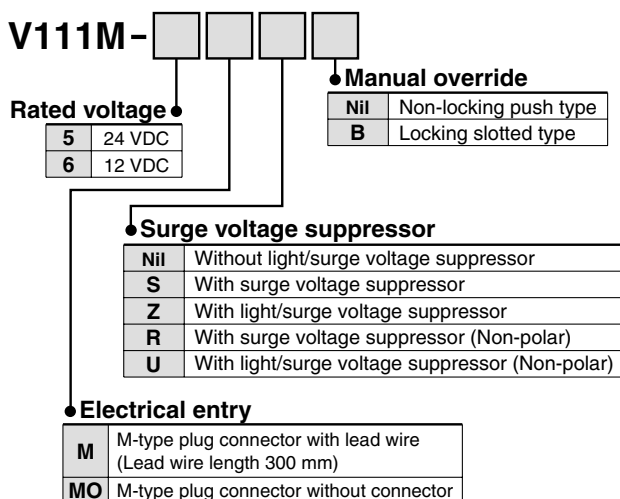 V111M-
Manual override
Nil Non-locking push type
B Locking slotted type
Rated voltage
5 24 VDC
6 12 VDC
Surge voltage suppressor
Nil Without light/surge voltage suppressor
S With surge voltage suppressor
Z With light/surge voltage suppressor
R With surge voltage suppressor (Non-polar)
U With light/surge voltage suppressor (Non-polar)
Electrical entry
M M-type plug connector with lead wire
(Lead wire length 300 mm)
MO M-type plug connector without connector